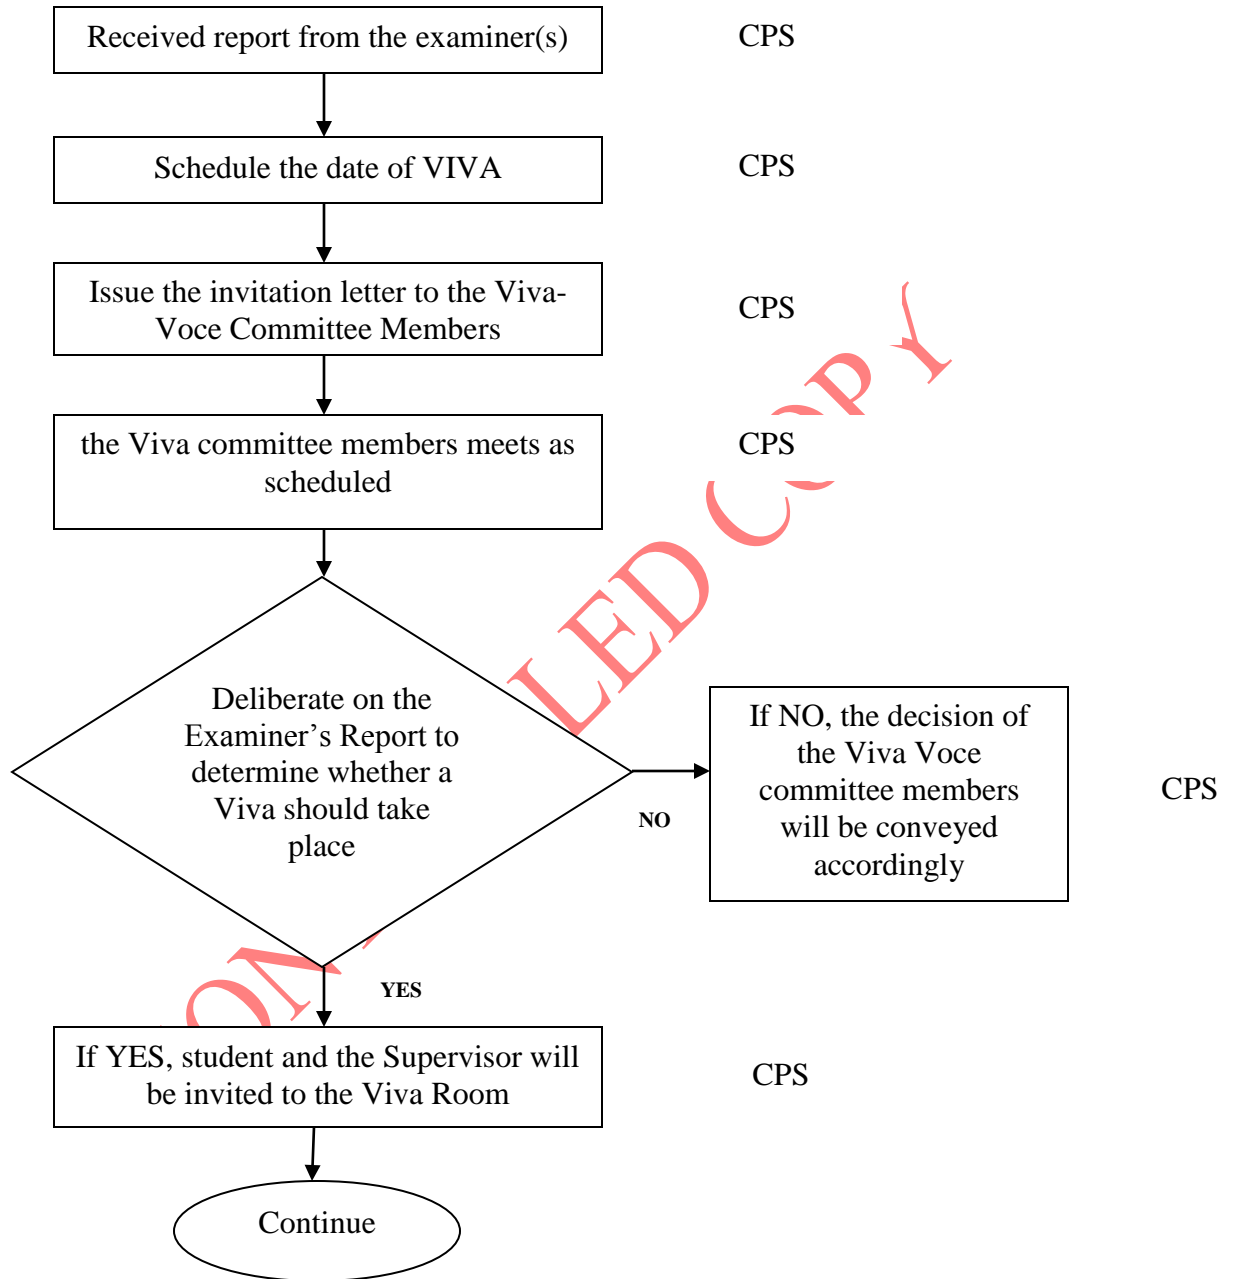 Received report from the examiner(s)
CPS
Schedule the date of VIVA
CPS
Issue the invitation letter to the Viva-
Voce Committee Members
CPS
the Viva committee members meets as
scheduled
CPS
Deliberate on the
Examiner’s Report to
determine whether a
Viva should take
place
NO
If NO, the decision of
the Viva Voce
committee members
will be conveyed
accordingly
CPS
YES
If YES, student and the Supervisor will
be invited to the Viva Room
CPS
Continue
LED COPY